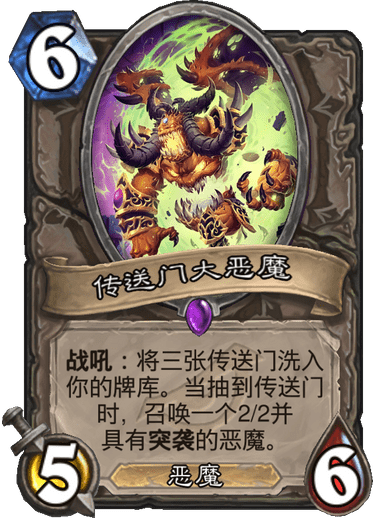 6
传送门大恶魔
战吼：将三张传送门洗入
你的牌库。当抽到传送门
时，召唤一个2/2并
具有突袭的恶魔。
5
恶魔
6